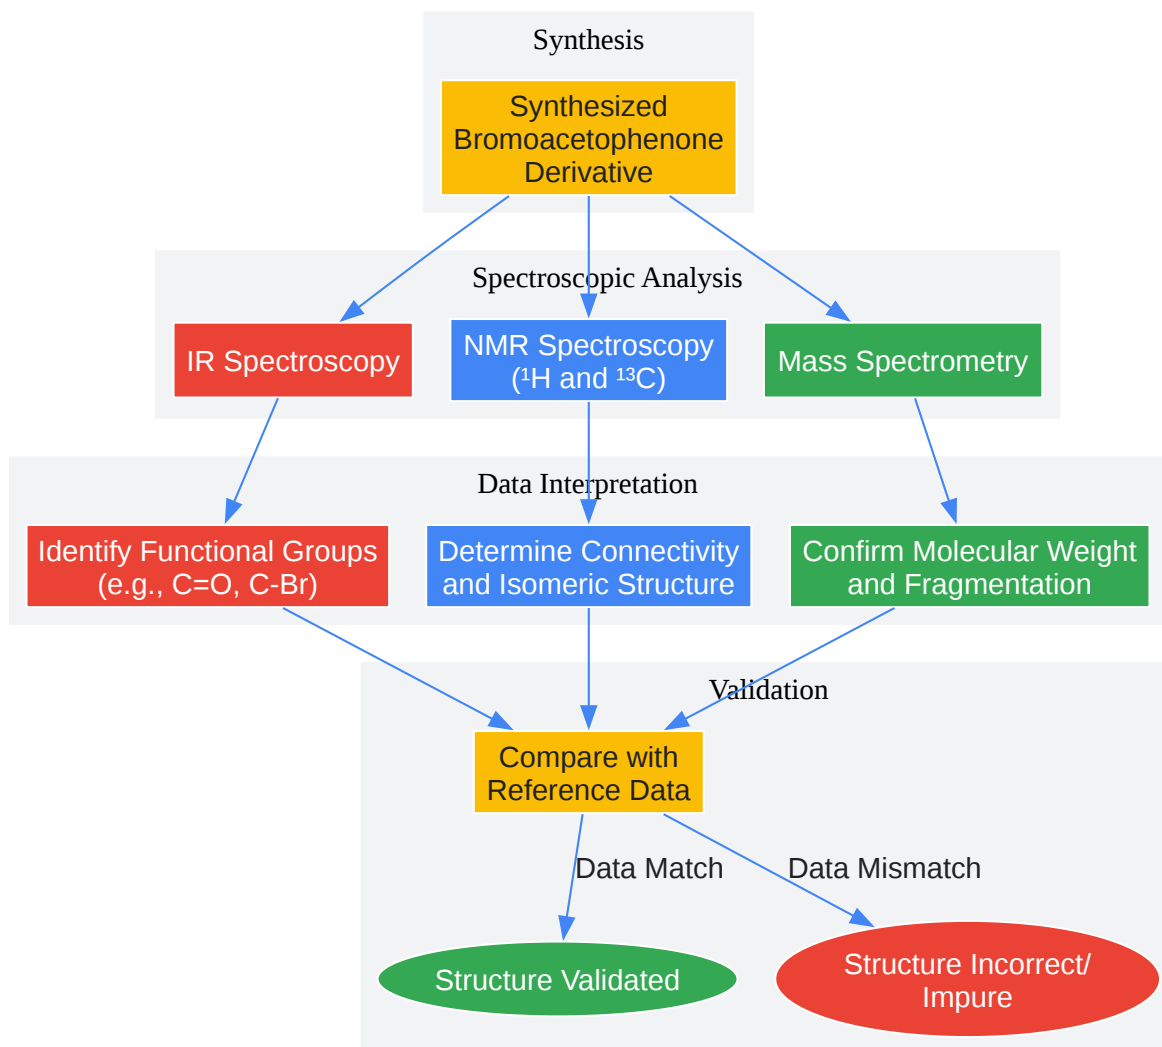 Synthesis
Synthesized
Bromoacetophenone
Derivative
Spectroscopic Analysis
IR Spectroscopy
NMR Spectroscopy
(¹H and ¹³C)
Mass Spectrometry
Data Interpretation
Identify Functional Groups
(e.g., C=O, C-Br)
Determine Connectivity
and Isomeric Structure
Confirm Molecular Weight
and Fragmentation
Validation
Compare with
Reference Data
Data Match
Data Mismatch
Structure Validated
Structure Incorrect/
Impure